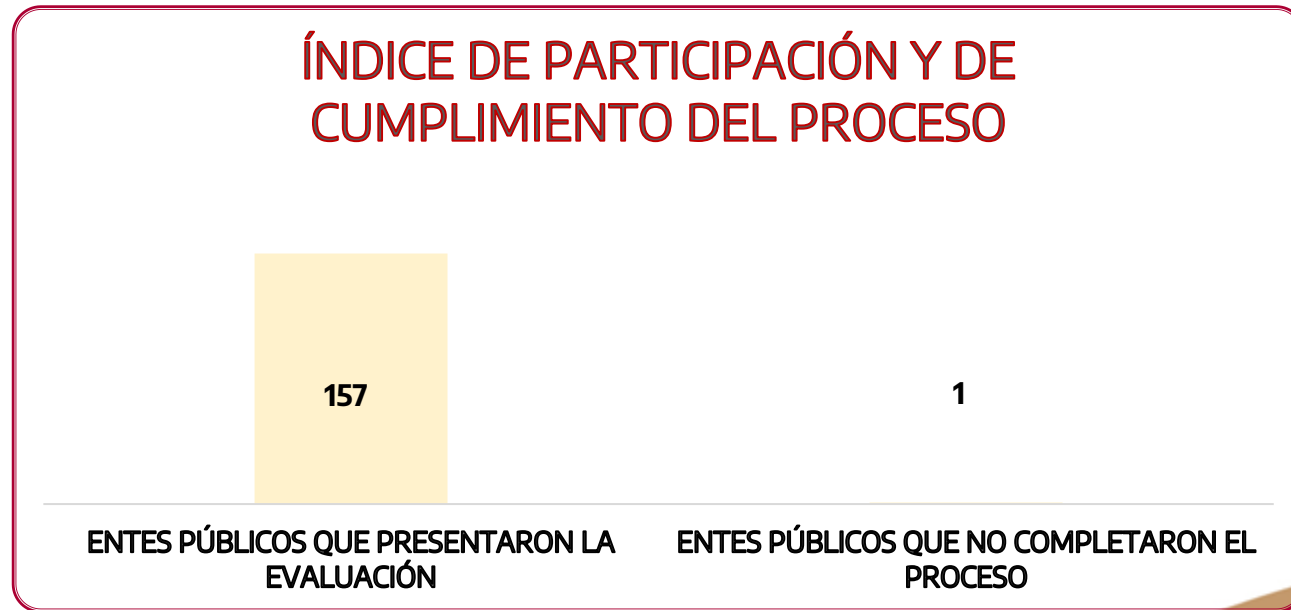 ÍNDICE DE PARTICIPACIÓN Y DE
CUMPLIMIENTO DEL PROCESO
157
1
ENTES PÚBLICOS QUE PRESENTARON LA
EVALUACIÓN
ENTES PÚBLICOS QUE NO COMPLETARON EL
PROCESO